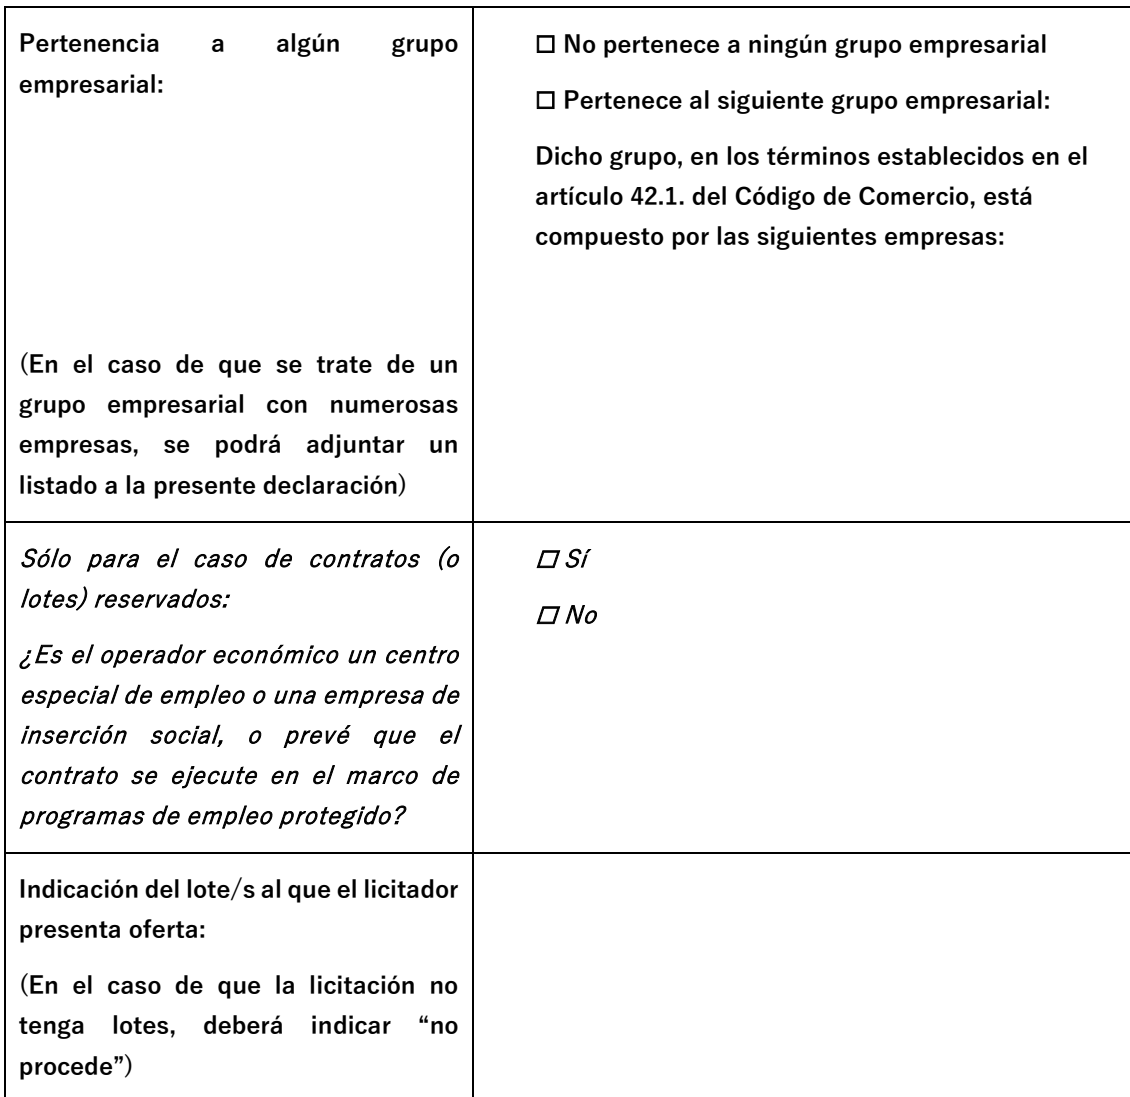 Pertenencia a algún grupo
empresarial:
(En el caso de que se trate de un
grupo empresarial con numerosas
empresas, se podrá adjuntar un
listado a la presente declaración)
☐ No pertenece a ningún grupo empresarial
☐ Pertenece al siguiente grupo empresarial:
Dicho grupo, en los términos establecidos en el
artículo 42.1. del Código de Comercio, está
compuesto por las siguientes empresas:
Sólo para el caso de contratos (o
lotes) reservados:
¿Es el operador económico un centro
especial de empleo o una empresa de
inserción social, o prevé que el
contrato se ejecute en el marco de
programas de empleo protegido?
☐ Sí
☐ No
Indicación del lote/s al que el licitador
presenta oferta:
(En el caso de que la licitación no
tenga lotes, deberá indicar “no
procede”)